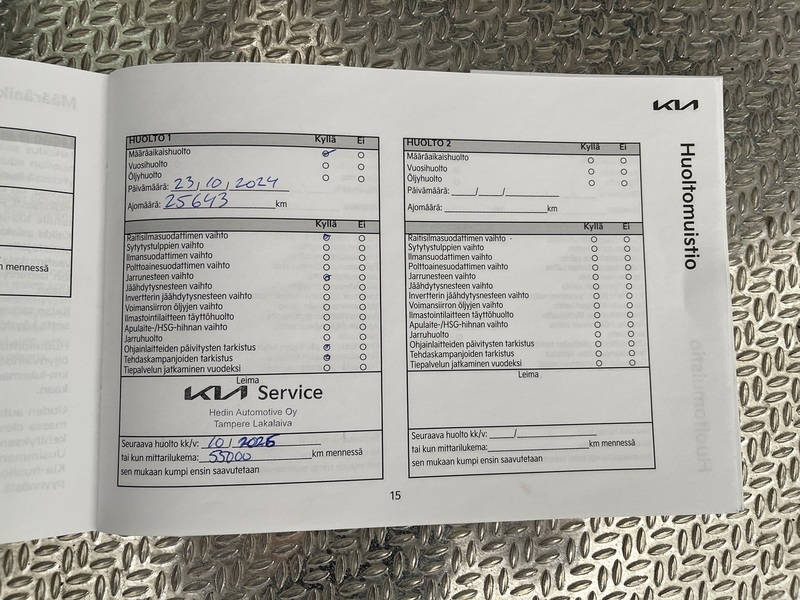 n mennessä
KIA
Huoltomuistio
HUOLTO 1 Kyllä Ei
Määräaikaishuolto
Vuosihuolto
Öljyhuolto
Päivämäärä: 23/10/2024
Ajomäärä: 25643 km
Kyllä Ei
Raitisilmasuodattimen vaihto
Sytytystulppien vaihto
Ilmansuodattimen vaihto
Polttoainesuodattimen vaihto
Jarrunesteen vaihto
Jäähdytysnesteen vaihto
Invertterin jäähdytysnesteen vaihto
Voimansiirron öljyjen vaihto
Ilmastointilaitteen täyttöhuolto
Apulaite-/HSG-hihnan vaihto
Jarruhuolto
Ohjainlaitteiden päivitysten tarkistus
Tehdaskampanjoiden tarkistus
Tiepalvelun jatkaminen vuodeksi
Leima
KIA Service
Hedin Automotive Oy
Tampere Lakalaiva
Seuraava huolto kk/v: 10/2026
tai kun mittarilukema: 55000 km mennessä
sen mukaan kumpi ensin saavutetaan
HUOLTO 2 Kyllä Ei
Määräaikaishuolto
Vuosihuolto
Öljyhuolto
Päivämäärä: ____/____/____
Ajomäärä: ____ km
Kyllä Ei
Raitisilmasuodattimen vaihto
Sytytystulppien vaihto
Ilmansuodattimen vaihto
Polttoainesuodattimen vaihto
Jarrunesteen vaihto
Jäähdytysnesteen vaihto
Invertterin jäähdytysnesteen vaihto
Voimansiirron öljyjen vaihto
Ilmastointilaitteen täyttöhuolto
Apulaite-/HSG-hihnan vaihto
Jarruhuolto
Ohjainlaitteiden päivitysten tarkistus
Tehdaskampanjoiden tarkistus
Tiepalvelun jatkaminen vuodeksi
Leima
Seuraava huolto kk/v: ____/____
tai kun mittarilukema: ____ km mennessä
sen mukaan kumpi ensin saavutetaan
15